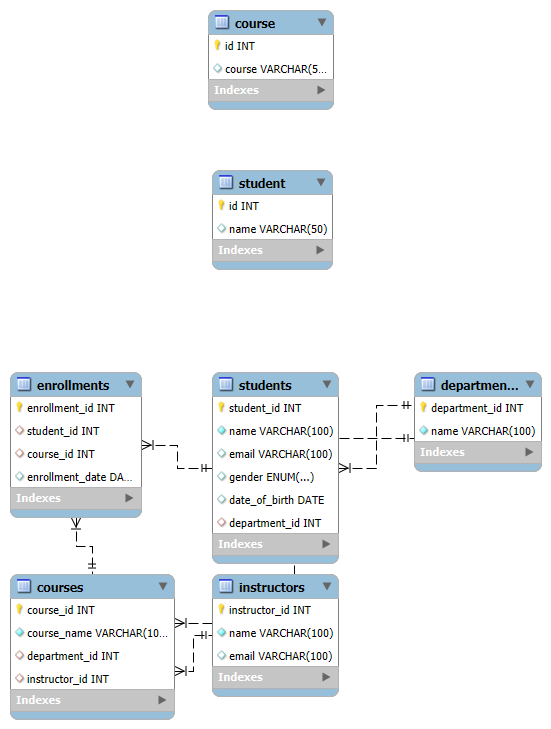 course
id INT
course VARCHAR(5...
Indexes
student
id INT
name VARCHAR(50)
Indexes
enrollments
enrollment_id INT
student_id INT
course_id INT
enrollment_date DA...
Indexes
students
student_id INT
name VARCHAR(100)
email VARCHAR(100)
gender ENUM(...)
date_of_birth DATE
department_id INT
Indexes
departmen...
department_id INT
name VARCHAR(100)
Indexes
courses
course_id INT
course_name VARCHAR(10...
department_id INT
instructor_id INT
Indexes
instructors
instructor_id INT
name VARCHAR(100)
email VARCHAR(100)
Indexes